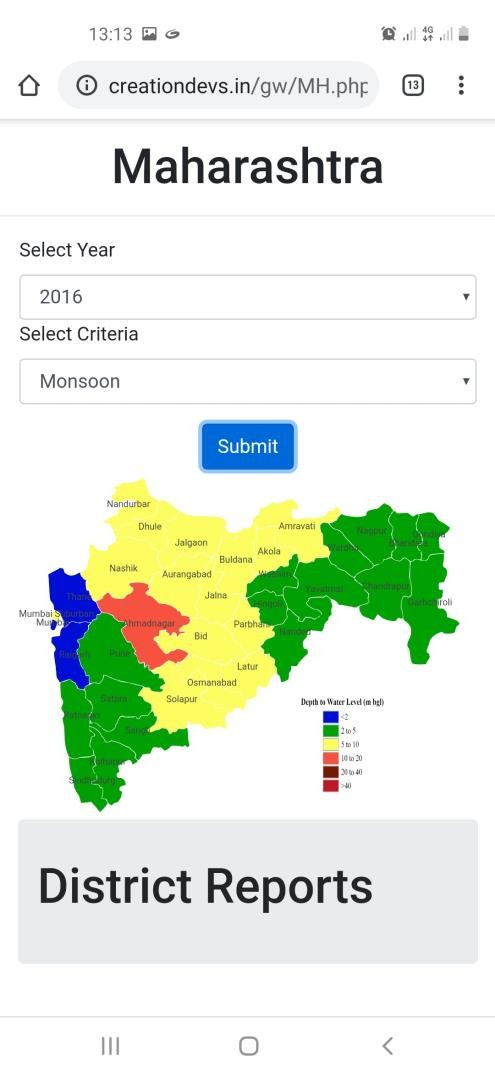 13:13
4G
creationdevs.in/gw/MH.php
13
Maharashtra
Select Year
2016
Select Criteria
Monsoon
Submit
Nandurbar
Dhule
Jalgaon
Amravati
Nagpur
Gondiya
Bhandara
Akola
Wardha
Buldana
Nashik
Aurangabad
Washim
Thane
Jalna
Yavatmal
Chandrapur
Hingoli
Garhchiroli
Mumbai Suburban
Mumbai
Ahmadnagar
Parbhani
Bid
Nanded
Raigarh
Pune
Latur
Osmanabad
Satara
Solapur
Ratnagiri
Sangli
Kolhapur
Sindhudurg
Depth to Water Level (m bgl)
<2
2 to 5
5 to 10
10 to 20
20 to 40
>40
District Reports